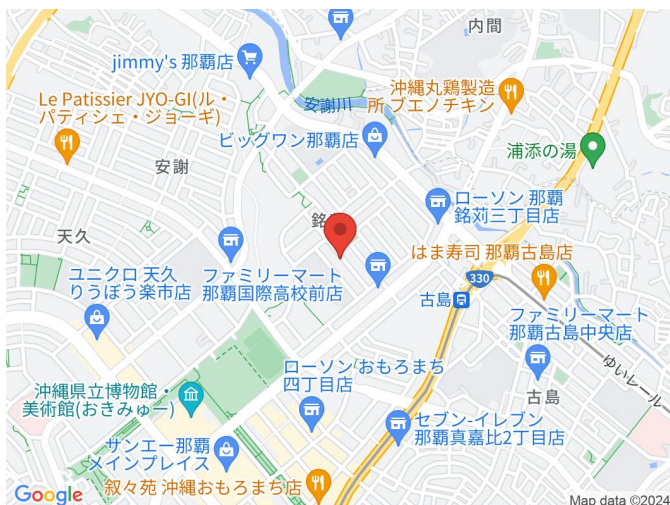 内間
jimmy's 那覇店
沖縄丸鶏製造
所 ブエノチキン
Le Patissier JYO-GI(ル・
パティシェ・ジョーギ)
安謝川
ビッグワン那覇店
浦添の湯
安謝
ローソン 那覇
銘苅三丁目店
天久
はま寿司 那覇古島店
ユニクロ 天久
りうぼう楽市店
ファミリーマート
那覇国際高校前店
330
古島
ファミリーマート
那覇古島中央店
ゆいレール
ローソン おもろまち
四丁目店
沖縄県立博物館・
美術館(おきみゅー)
古島
セブン-イレブン
那覇真嘉比2丁目店
サンエー那覇
メインプレイス
叙々苑 沖縄おもろまち店
Google
Map data ©2024